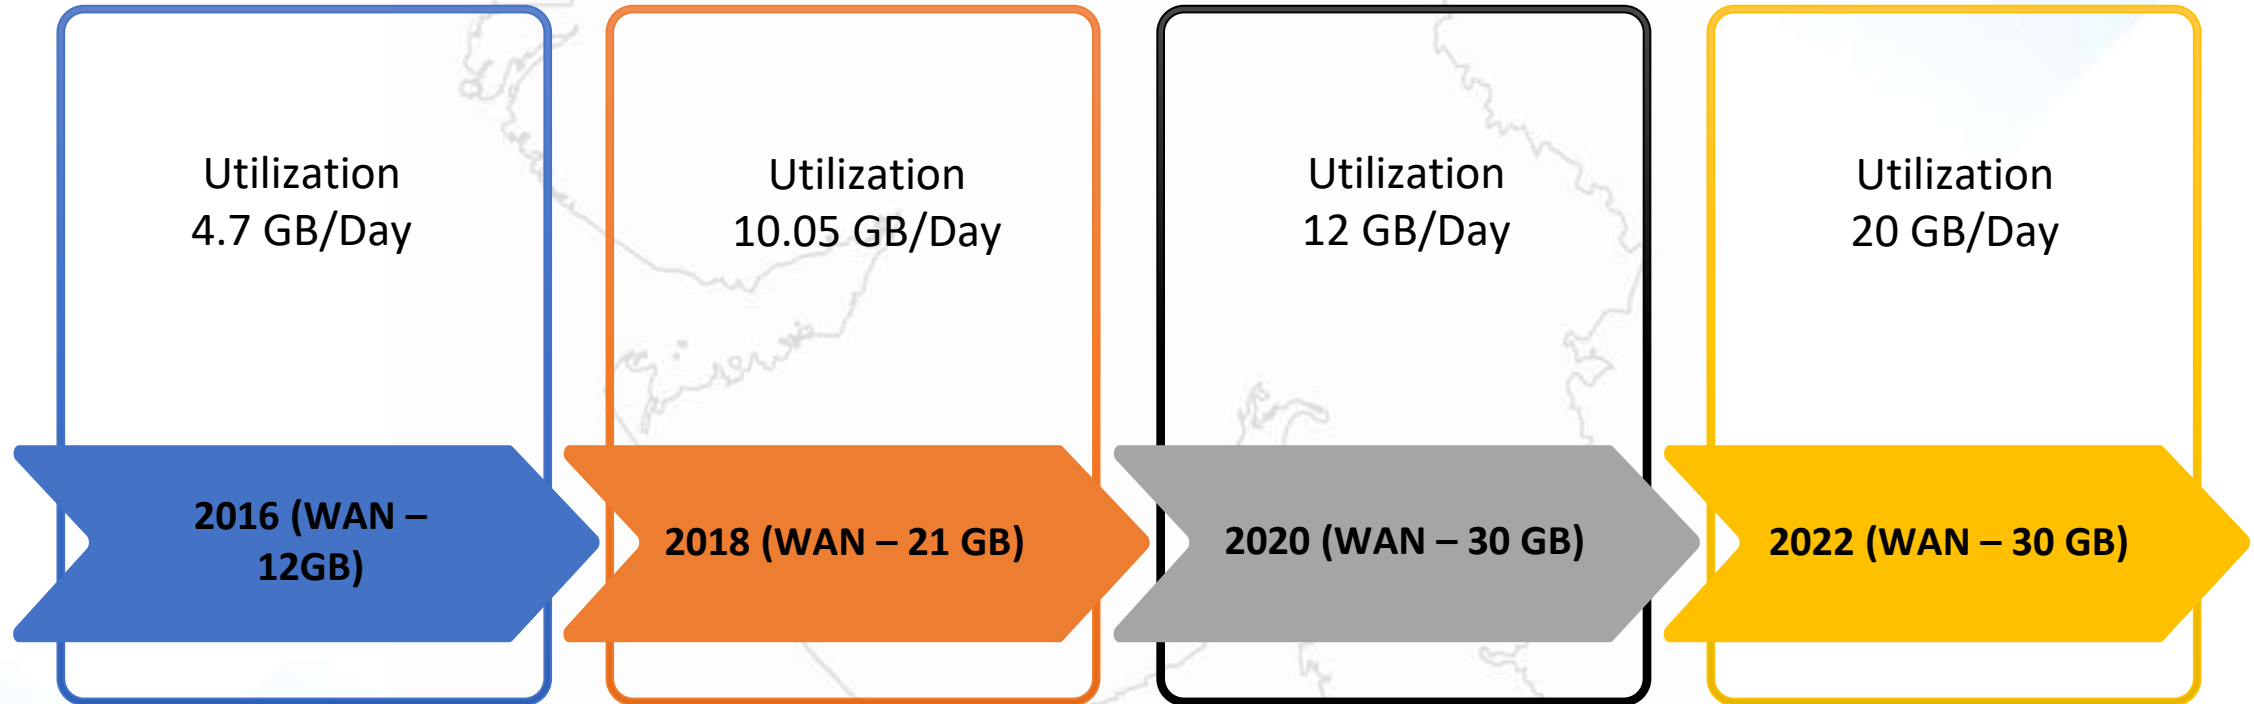 Utilization
4.7 GB/Day
2016 (WAN –
12GB)
Utilization
10.05 GB/Day
2018 (WAN – 21 GB)
Utilization
12 GB/Day
2020 (WAN – 30 GB)
Utilization
20 GB/Day
2022 (WAN – 30 GB)